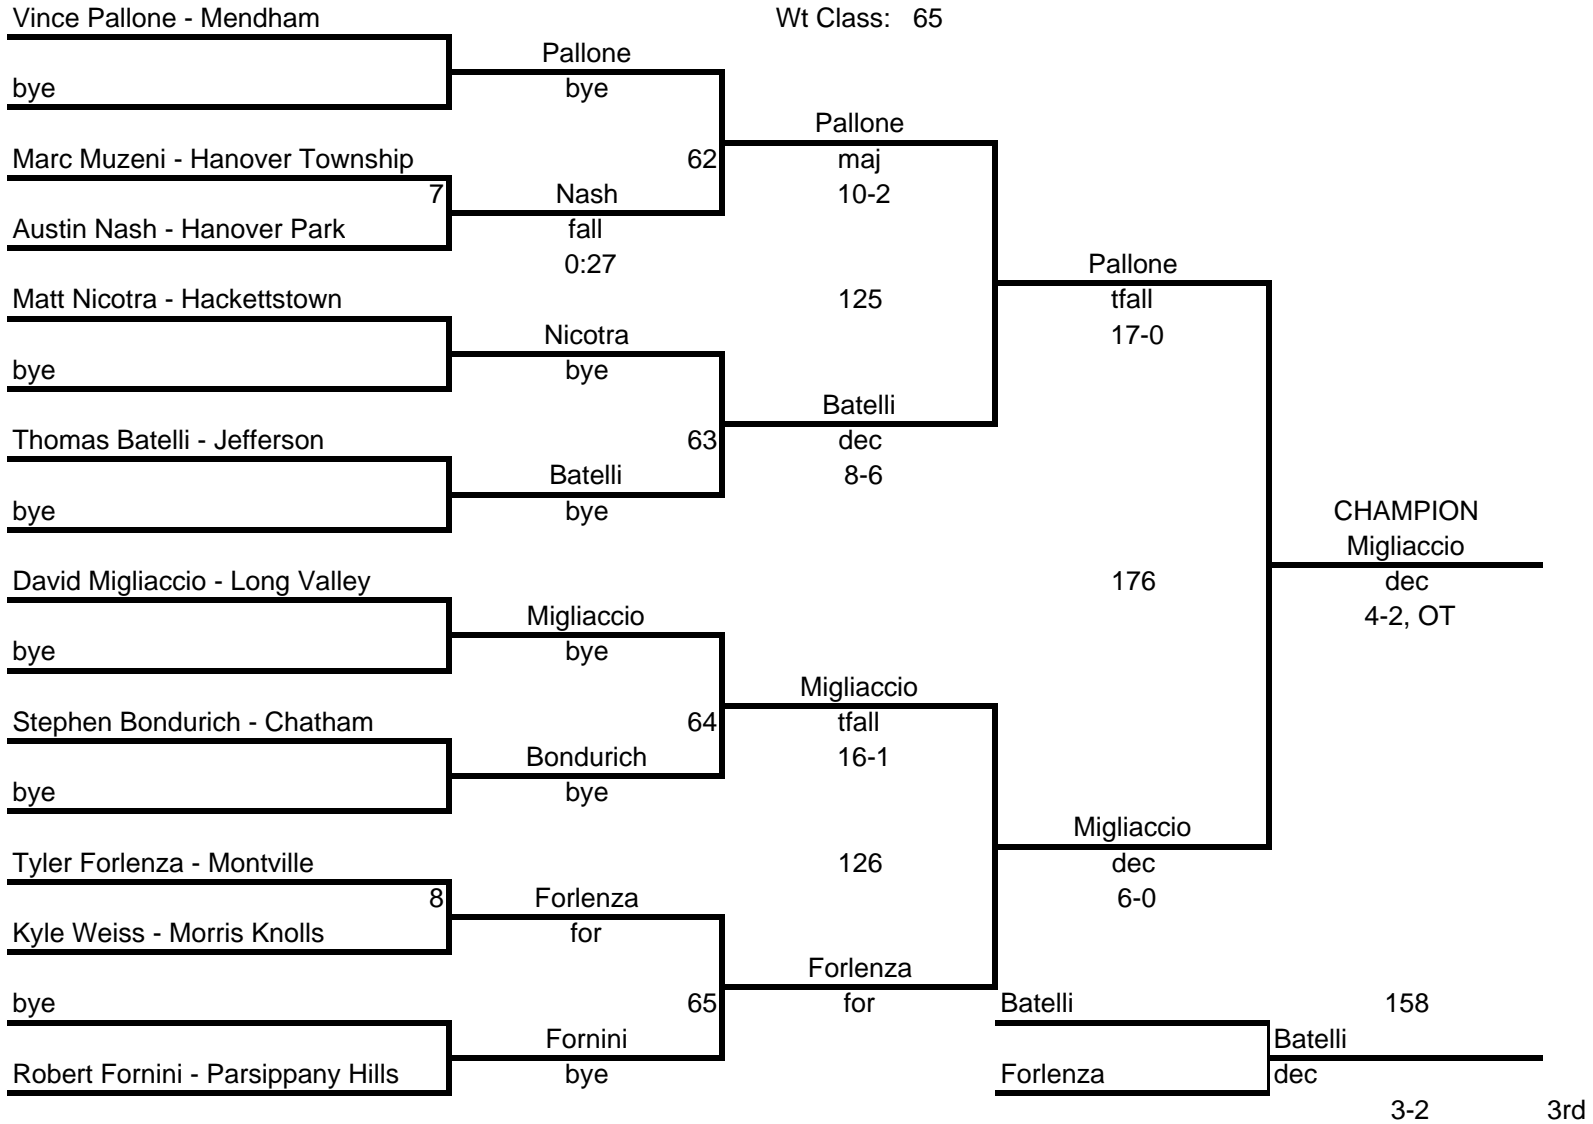 Vince Pallone - Mendham
Wt Class: 65
Pallone
bye
bye
Pallone
Marc Muzeni - Hanover Township
62
maj
7
Nash
10-2
Austin Nash - Hanover Park
fall
0:27
Pallone
Matt Nicotra - Hackettstown
125
tfall
Nicotra
17-0
bye
bye
Batelli
Thomas Batelli - Jefferson
63
dec
Batelli
8-6
bye
bye
CHAMPION
Migliaccio
David Migliaccio - Long Valley
176
dec
Migliaccio
4-2, OT
bye
bye
Migliaccio
Stephen Bondurich - Chatham
64
tfall
Bondurich
16-1
bye
bye
Migliaccio
Tyler Forlenza - Montville
126
dec
8
Forlenza
6-0
Kyle Weiss - Morris Knolls
for
Forlenza
bye
65
for
Batelli
158
Fornini
Batelli
Robert Fornini - Parsippany Hills
bye
Forlenza
dec
3-2
3rd